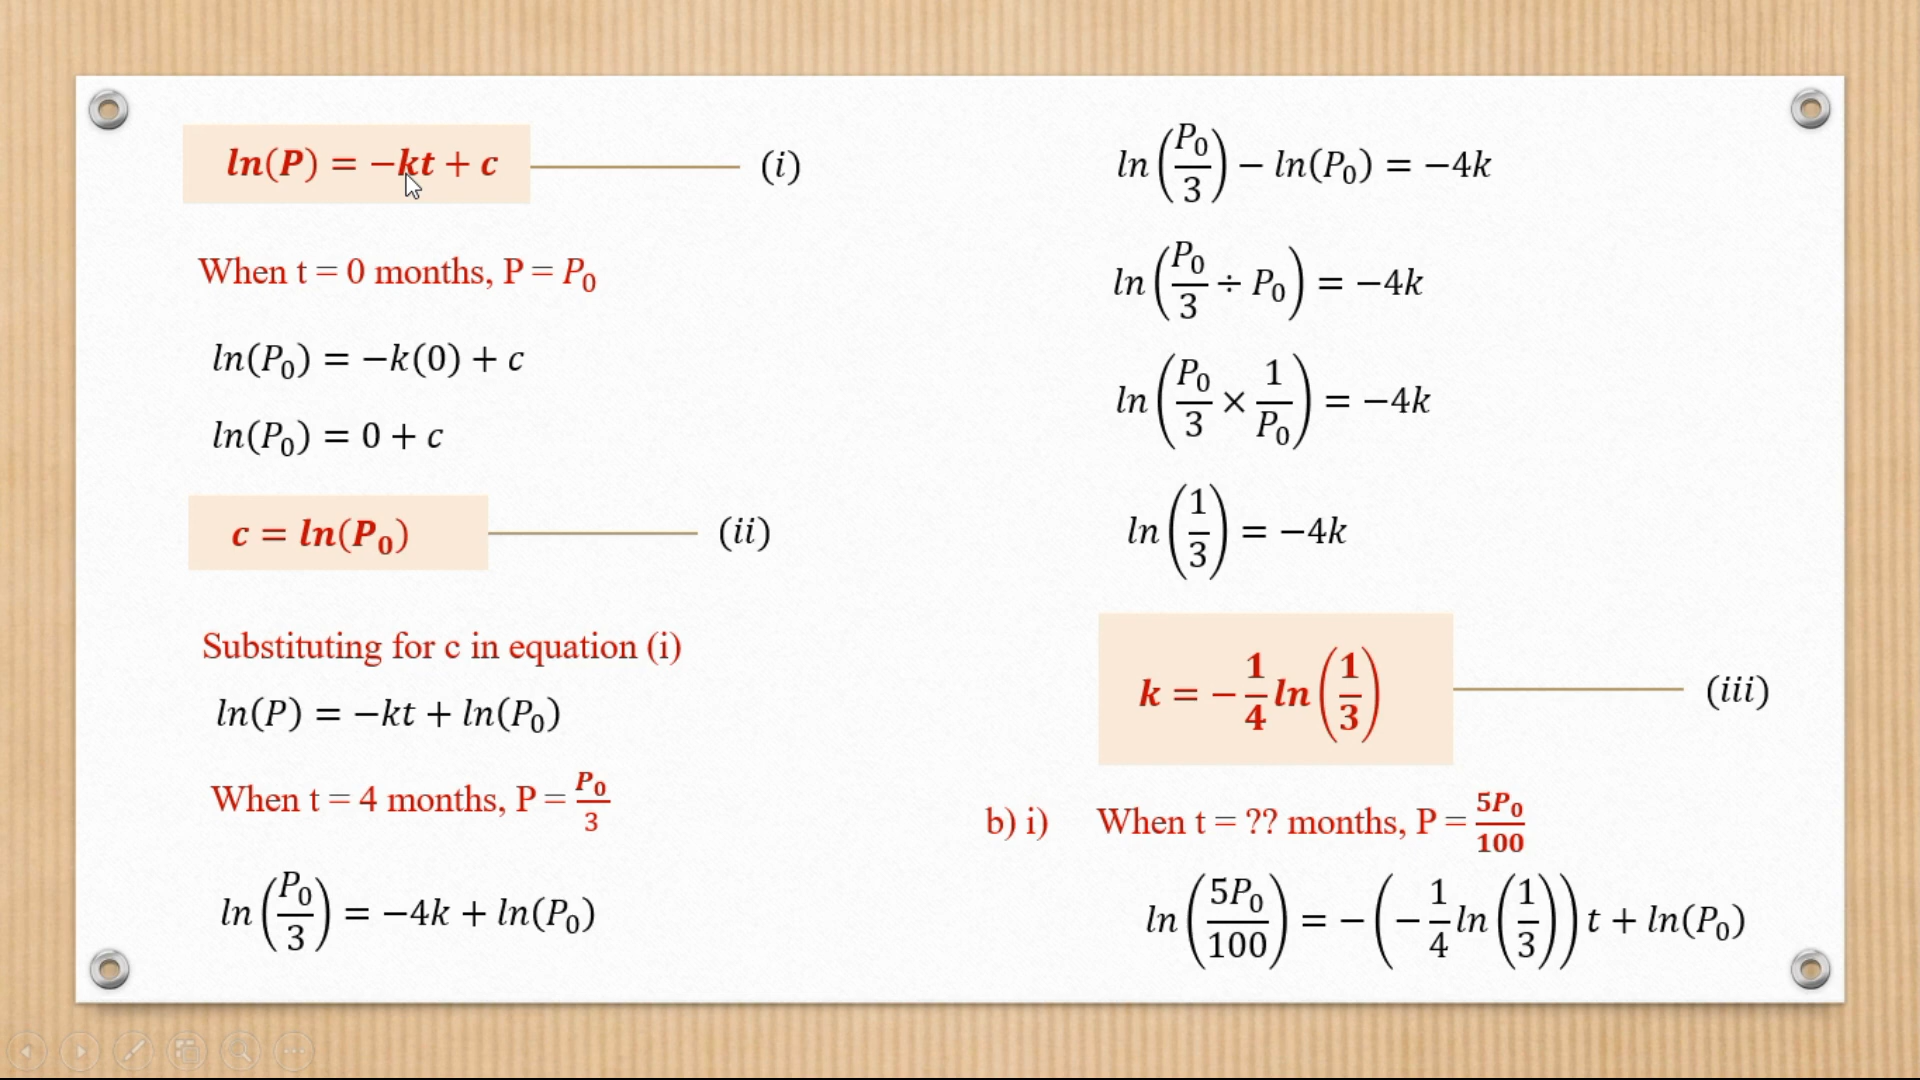 ln(P) = −kt + c (i)
When t = 0 months, P = P₀
ln(P₀) = −k(0) + c
ln(P₀) = 0 + c
c = ln(P₀) (ii)
Substituting for c in equation (i)
ln(P) = −kt + ln(P₀)
When t = 4 months, P = P₀/3
ln(P₀/3) = −4k + ln(P₀)
ln(P₀/3) − ln(P₀) = −4k
ln(P₀/3 ÷ P₀) = −4k
ln(P₀/3 × 1/P₀) = −4k
ln(1/3) = −4k
k = −1/4 ln(1/3) (iii)
b) i) When t = ?? months, P = 5P₀/100
ln(5P₀/100) = −(−1/4 ln(1/3)) t + ln(P₀)